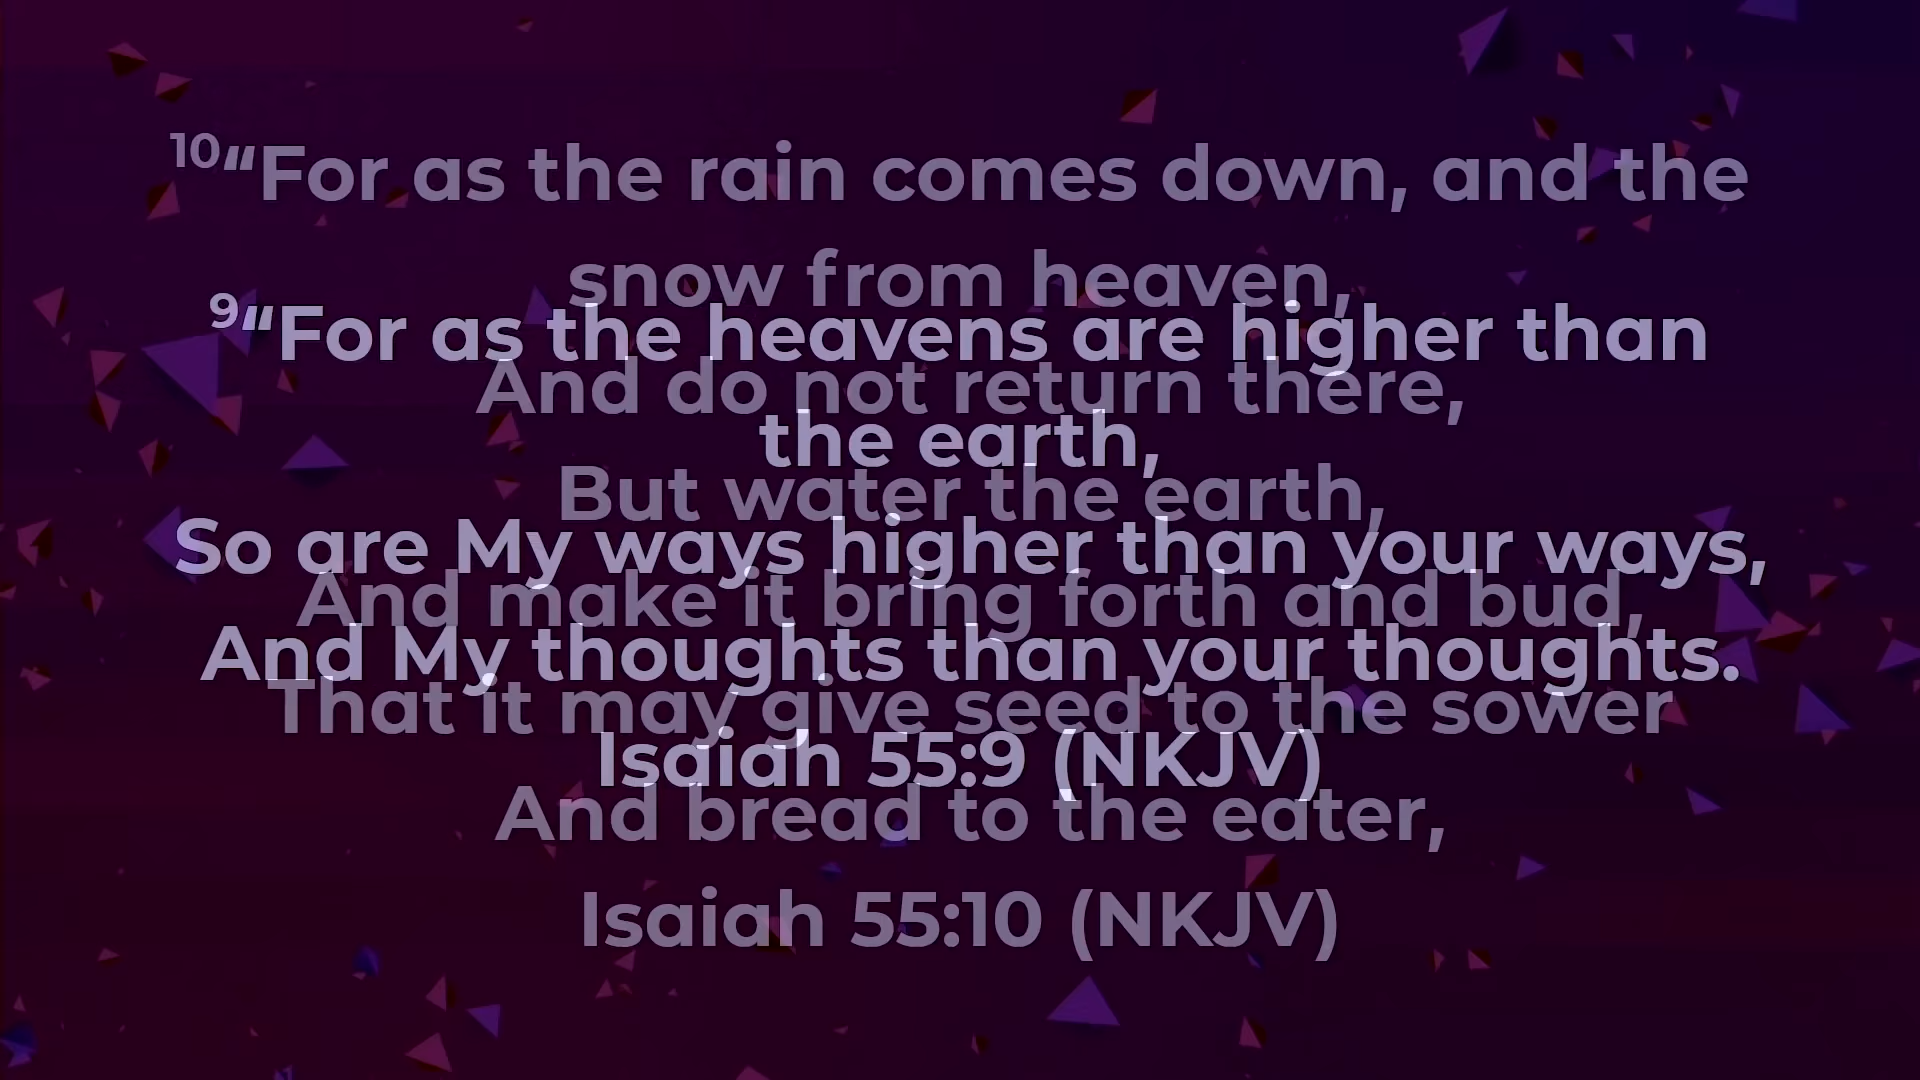 9“For as the heavens are higher than
the earth,
So are My ways higher than your ways,
And My thoughts than your thoughts.
Isaiah 55:9 (NKJV)
10“For as the rain comes down, and the
snow from heaven,
And do not return there,
But water the earth,
And make it bring forth and bud,
That it may give seed to the sower
And bread to the eater,
Isaiah 55:10 (NKJV)